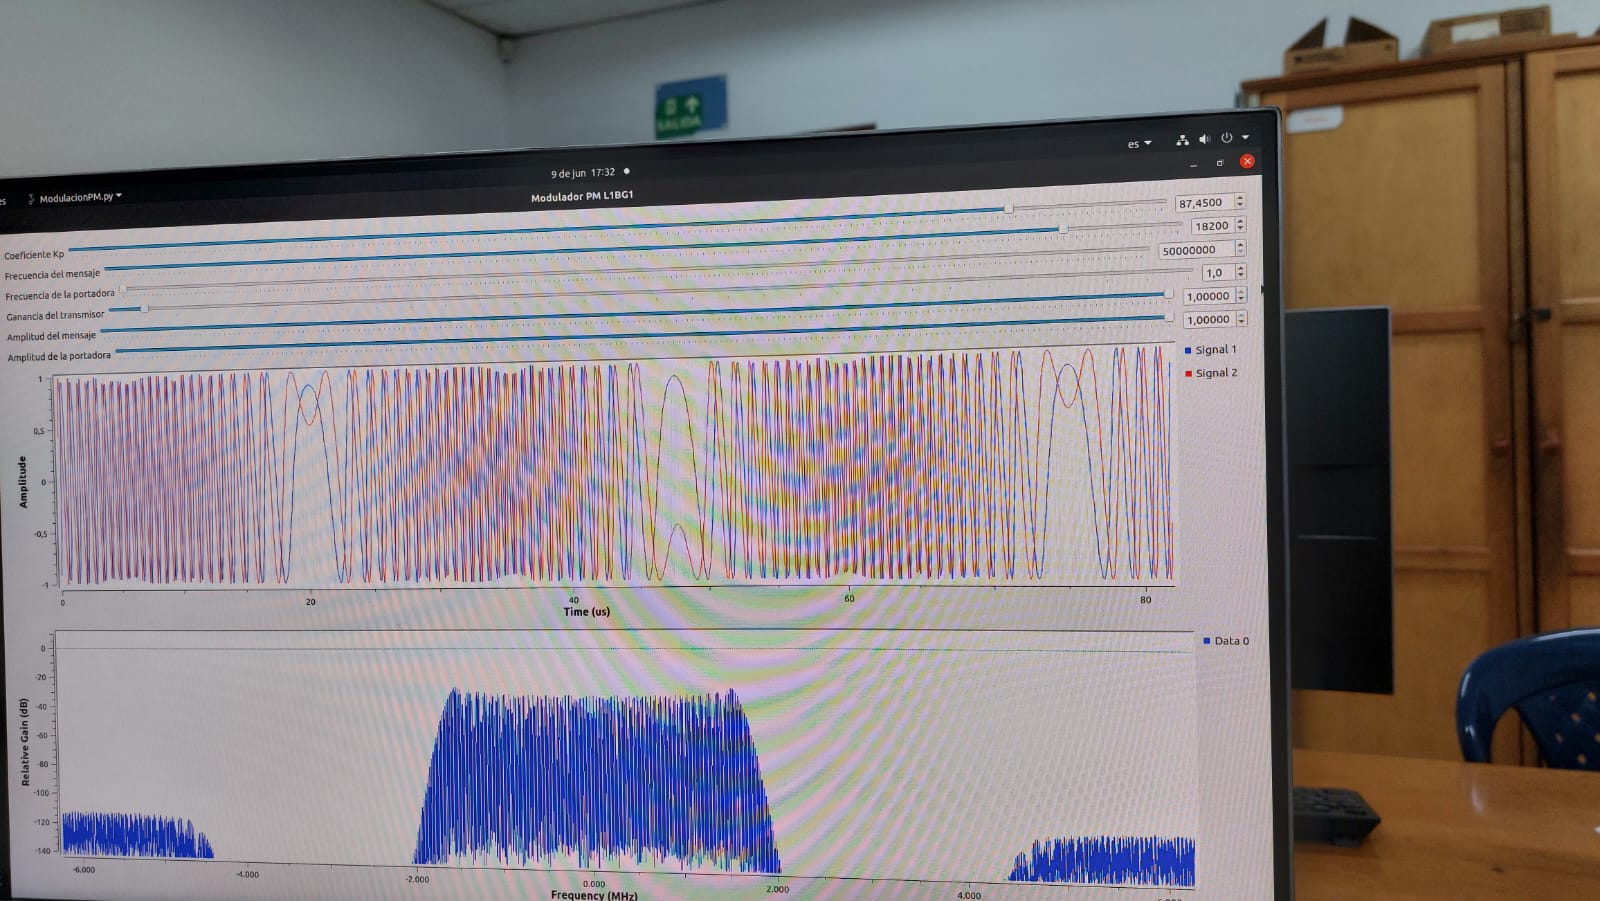 SALIDA
es
9 de jun 17:32
es
ModulacionPM.py
Modulador PM L1BG1
Coeficiente Kp
87,4500
Frecuencia del mensaje
18200
Frecuencia de la portadora
50000000
Ganancia del transmisor
1,0
Amplitud del mensaje
1,00000
Amplitud de la portadora
1,00000
Signal 1
Signal 2
Amplitude
1
0,5
0
-0,5
-1
0
20
40
60
80
Time (us)
Data 0
Relative Gain (dB)
0
-20
-40
-60
-80
-100
-120
-140
-6.000
-4.000
-2.000
0.000
2.000
4.000
Frequency (MHz)